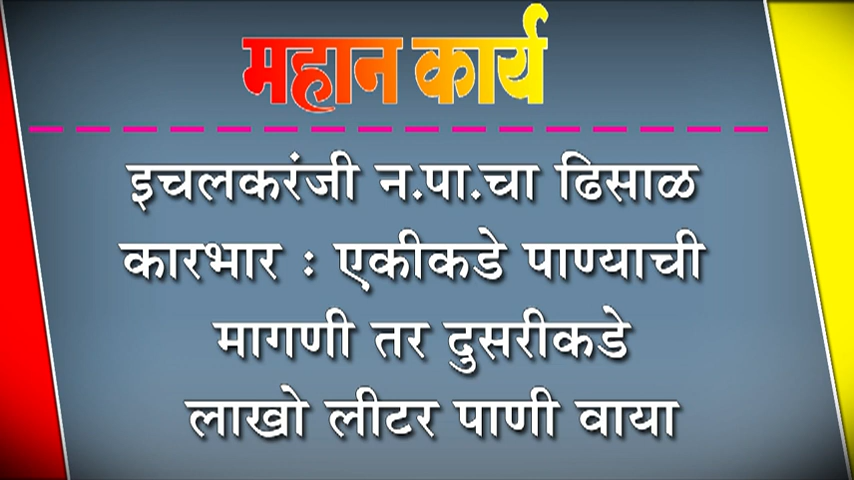 महान कार्य
इचलकरंजी न.पा.चा ढिसाळ
कारभार : एकीकडे पाण्याची
मागणी तर दुसरीकडे
लाखो लीटर पाणी वाया